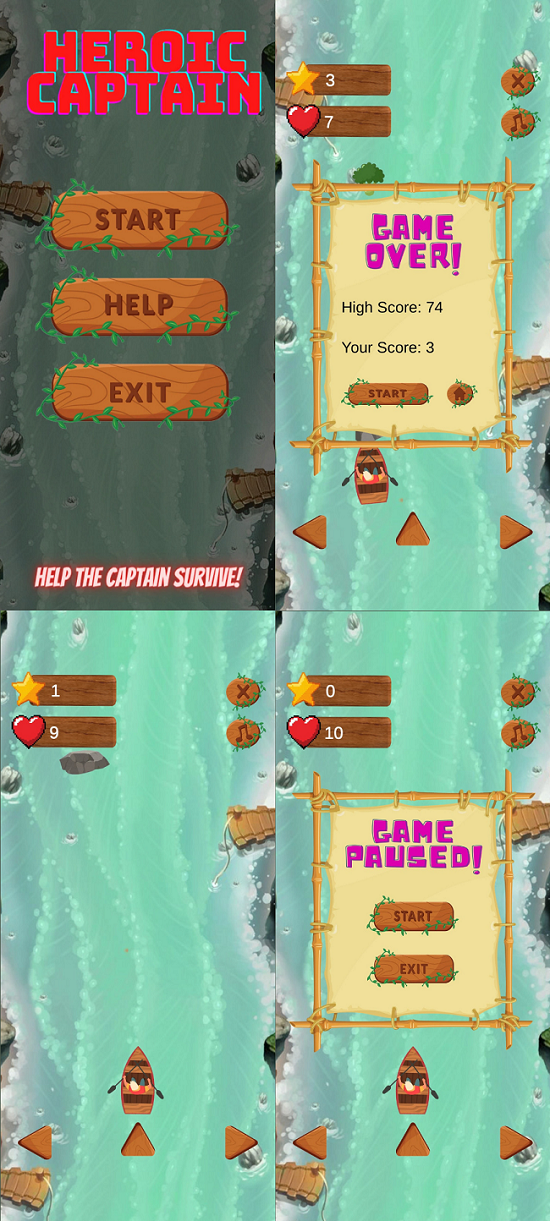 HEROIC
CAPTAIN
START
HELP
EXIT
HELP THE CAPTAIN SURVIVE!
3
7
GAME
OVER!
High Score: 74
Your Score: 3
START
1
9
0
10
GAME
PAUSED!
START
EXIT